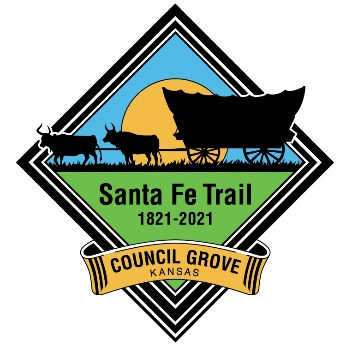 Santa Fe Trail
1821-2021
COUNCIL GROVE
KANSAS